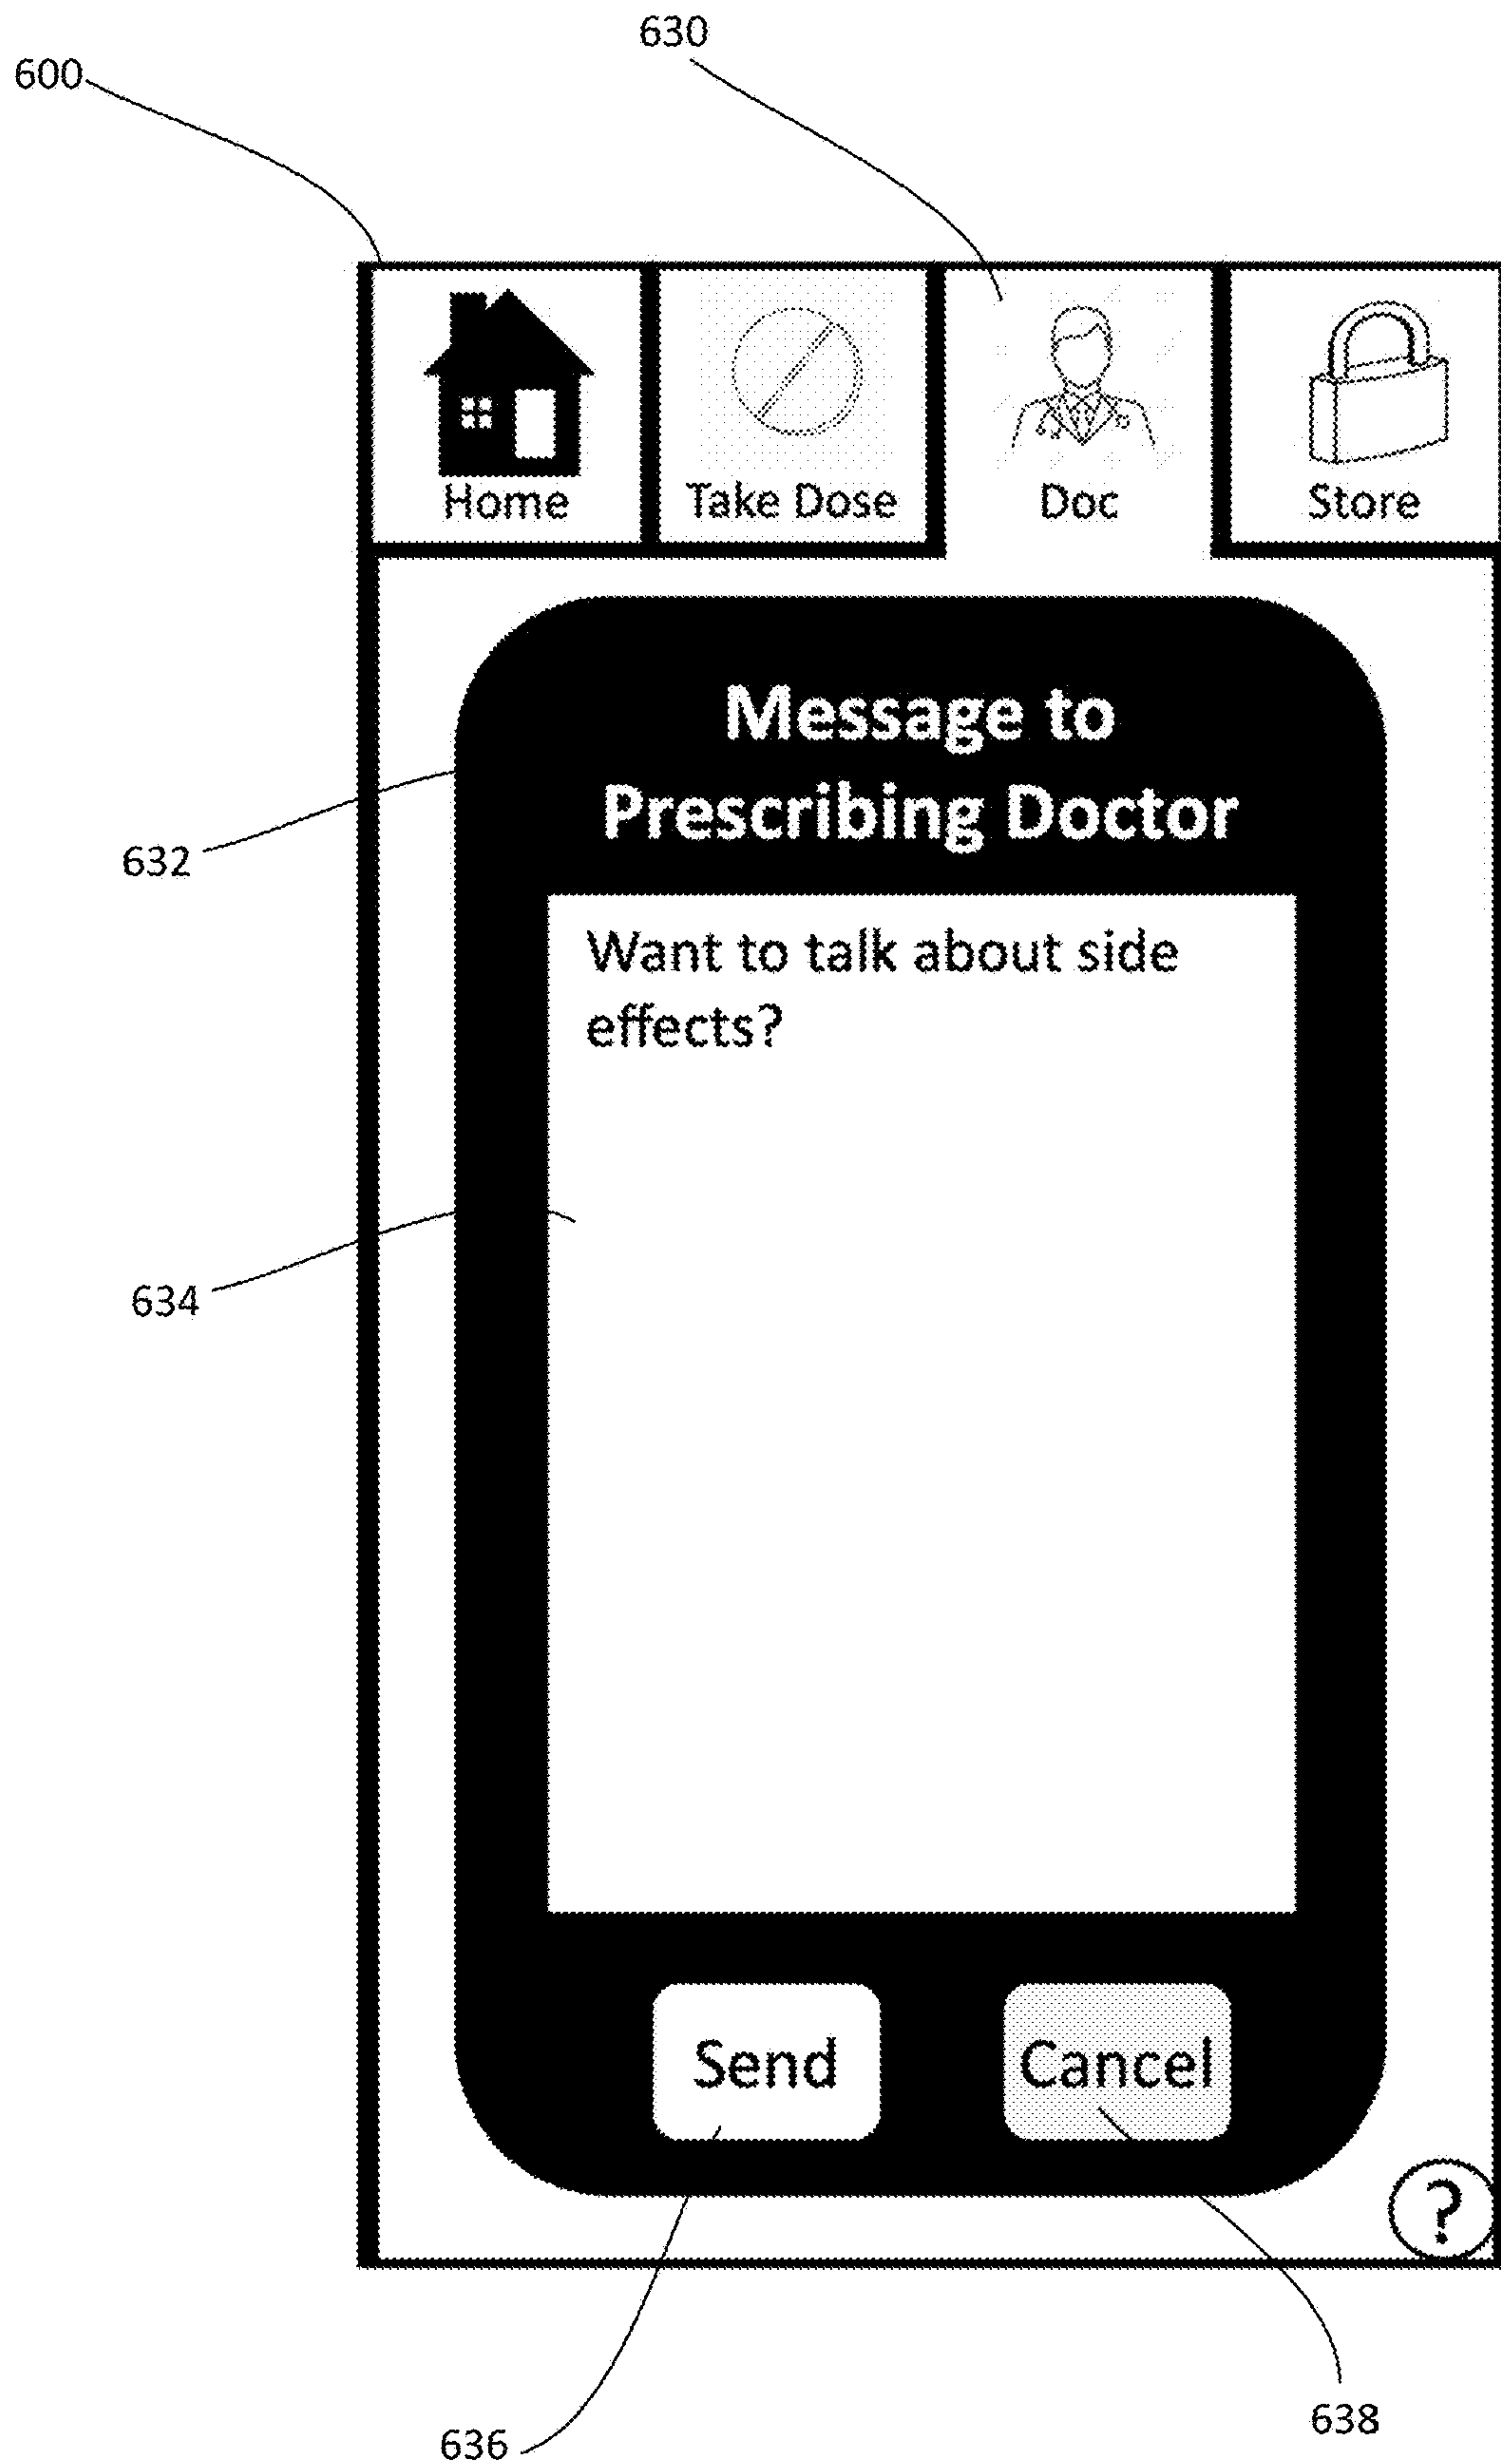 630
600
Home
Take Dose
Doc
Store
Message to
Prescribing Doctor
632
Want to talk about side
effects?
634
Send
Cancel
?
636
638